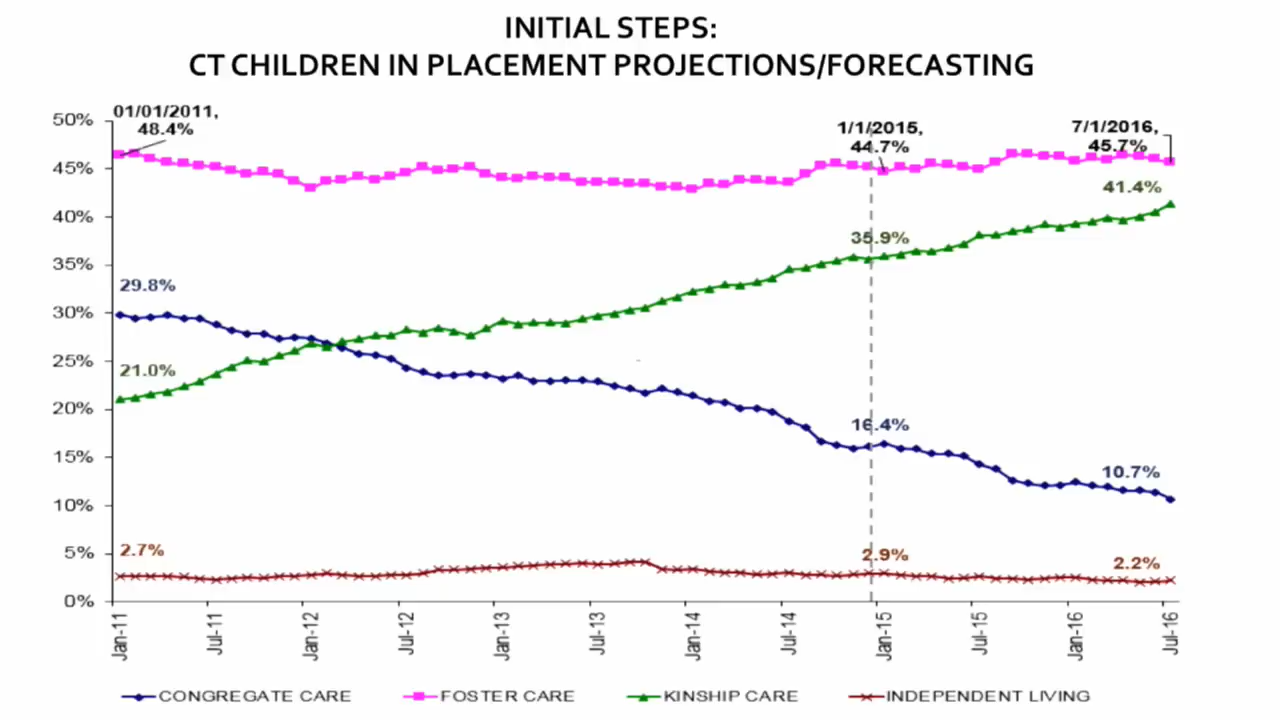 INITIAL STEPS:
CT CHILDREN IN PLACEMENT PROJECTIONS/FORECASTING
01/01/2011,
48.4%
1/1/2015,
44.7%
7/1/2016,
45.7%
50%
45%
40%
35%
30%
25%
20%
15%
10%
5%
0%
41.4%
35.9%
29.8%
21.0%
16.4%
10.7%
2.7%
2.9%
2.2%
Jan-11
Jul-11
Jan-12
Jul-12
Jan-13
Jul-13
Jan-14
Jul-14
Jan-15
Jul-15
Jan-16
Jul-16
CONGREGATE CARE
FOSTER CARE
KINSHIP CARE
INDEPENDENT LIVING